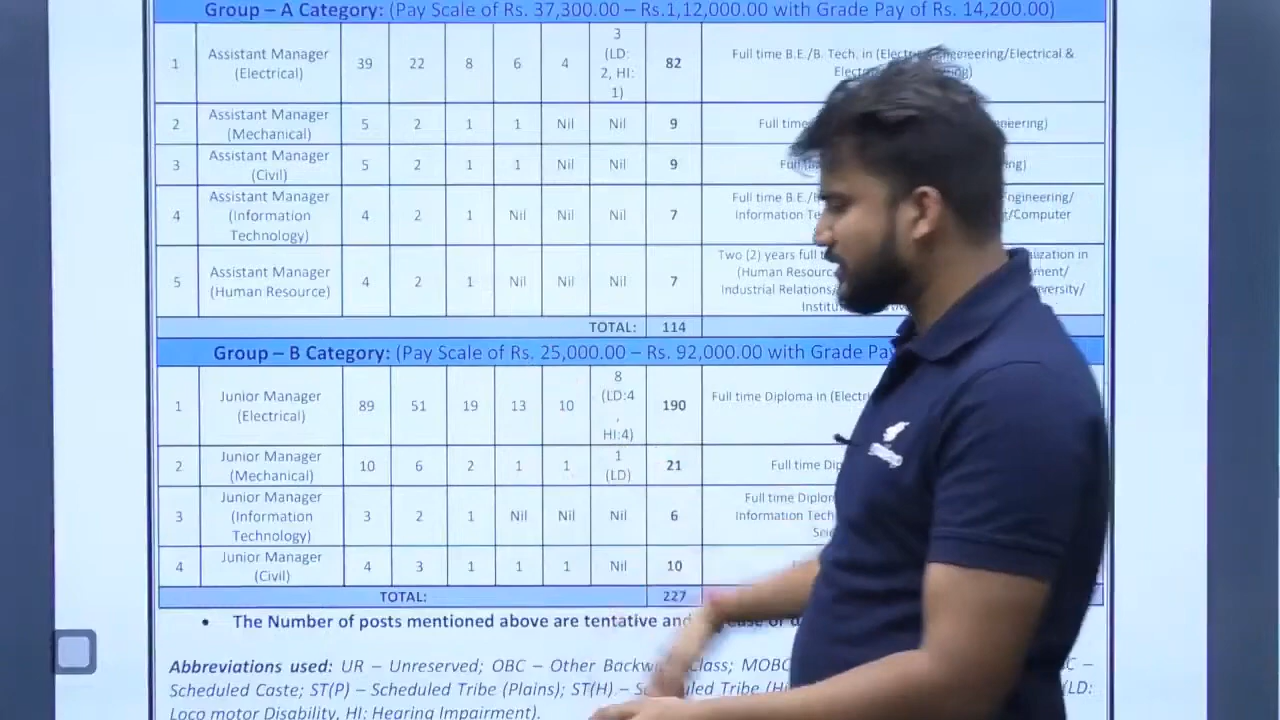 Group – A Category: (Pay Scale of Rs. 37,300.00 – Rs.1,12,000.00 with Grade Pay of Rs. 14,200.00)
1 Assistant Manager (Electrical) 39 22 8 6 4 3 (LD: 2, HI: 1) 82 Full time B.E./B. Tech. in
2 Assistant Manager (Mechanical) 5 2 1 1 Nil Nil 9 Full time
3 Assistant Manager (Civil) 5 2 1 1 Nil Nil 9 Full
4 Assistant Manager (Information Technology) 4 2 1 Nil Nil Nil 7 Full time B.E./ Information
5 Assistant Manager (Human Resource) 4 2 1 Nil Nil Nil 7 Two (2) years full (Human Industrial Relations/
TOTAL: 114
Group – B Category: (Pay Scale of Rs. 25,000.00 – Rs. 92,000.00 with Grade
1 Junior Manager (Electrical) 89 51 19 13 10 8 (LD:4 , HI:4) 190 Full time Diploma in
2 Junior Manager (Mechanical) 10 6 2 1 1 1 (LD) 21 Full time
3 Junior Manager (Information Technology) 3 2 1 Nil Nil Nil 6 Full time Information
4 Junior Manager (Civil) 4 3 1 1 1 Nil 10
TOTAL: 227
• The Number of posts mentioned above are tentative and
Abbreviations used: UR – Unreserved; OBC – Other Class; MOBC –
Scheduled Caste; ST(P) – Scheduled Tribe (Plains); ST(H) – Tribe (LD:
Loco motor Disability, HI: Hearing Impairment).